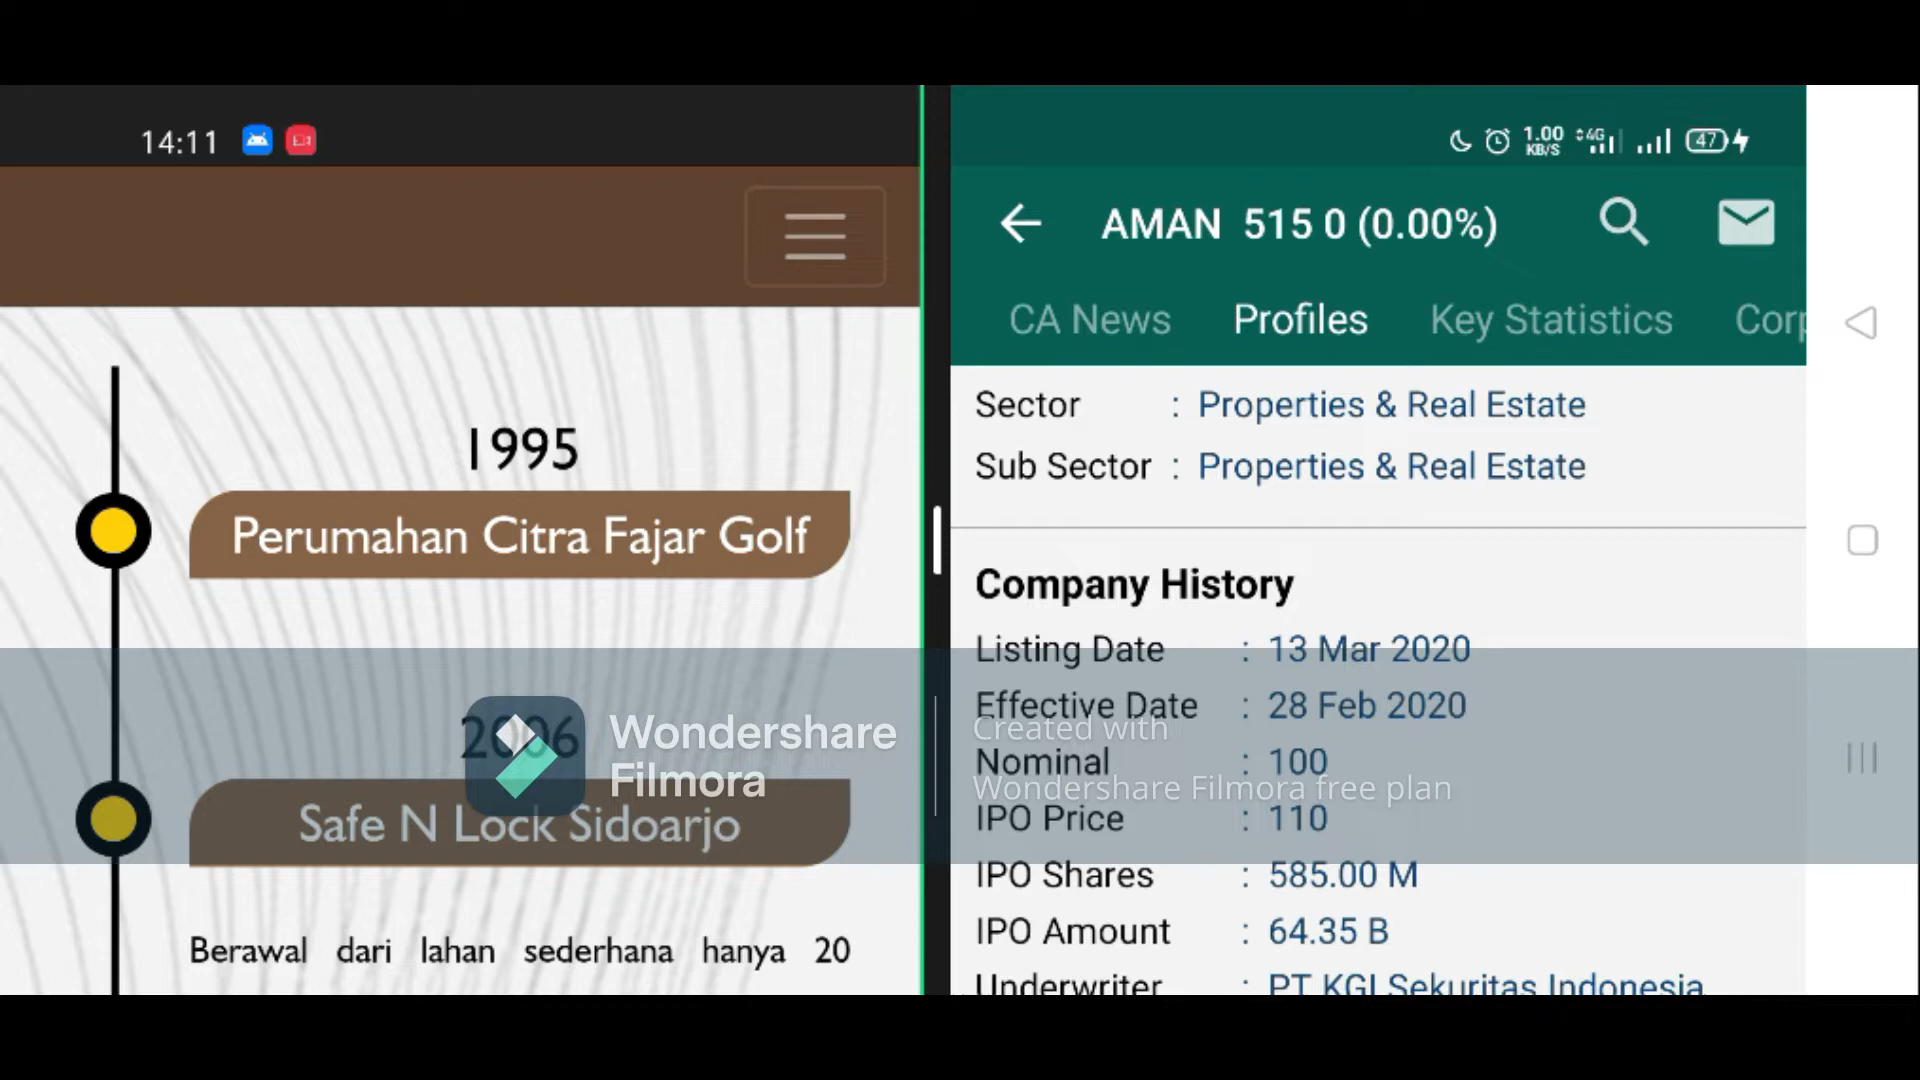 14:11
1995
Perumahan Citra Fajar Golf
2006
Safe N Lock Sidoarjo
Berawal dari lahan sederhana hanya 20
1.00 KB/S 4G 47
AMAN 515 0 (0.00%)
CA News Profiles Key Statistics Corp
Sector : Properties & Real Estate
Sub Sector : Properties & Real Estate
Company History
Listing Date : 13 Mar 2020
Effective Date : 28 Feb 2020
Nominal : 100
IPO Price : 110
IPO Shares : 585.00 M
IPO Amount : 64.35 B
Underwriter : PT KGI Sekuritas Indonesia
Wondershare
Filmora
Created with
Wondershare Filmora free plan